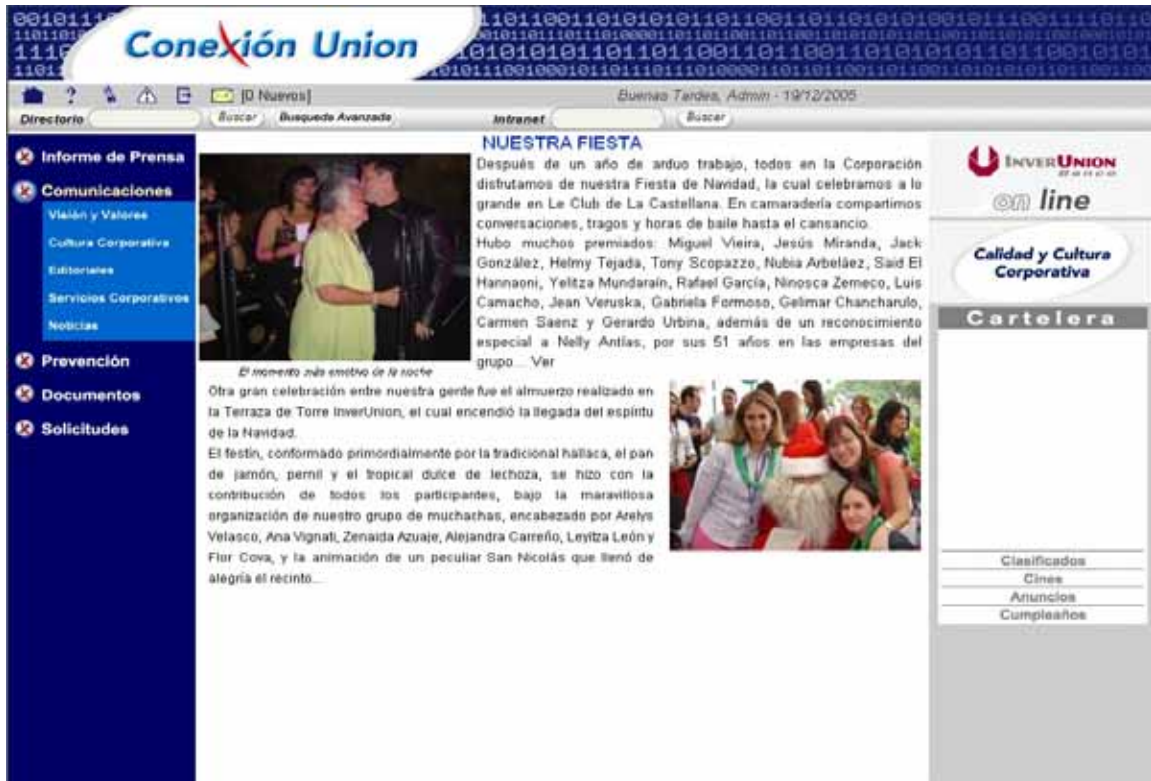 Conexión Union
[0 Nuevos]
Buenas Tardes, Admin - 19/12/2005
Directorio
Buscar
Busqueda Avanzada
Intranet
Buscar
Informe de Prensa
Comunicaciones
Visión y Valores
Cultura Corporativa
Editoriales
Servicios Corporativos
Noticias
Prevención
Documentos
Solicitudes
NUESTRA FIESTA
Después de un año de arduo trabajo, todos en la Corporación
disfrutamos de nuestra Fiesta de Navidad, la cual celebramos a lo
grande en Le Club de La Castellana. En camaradería compartimos
conversaciones, tragos y horas de baile hasta el cansancio.
Hubo muchos premiados: Miguel Vieira, Jesús Miranda, Jack
González, Helmy Tejada, Tony Scopazzo, Nubia Arbeláez, Said El
Hannaoni, Yelitza Mundarain, Rafael García, Ninosca Zerneco, Luis
Camacho, Jean Veruska, Gabriela Formoso, Gelimar Chancharulo,
Carmen Saenz y Gerardo Urbina, además de un reconocimiento
especial a Nelly Antías, por sus 51 años en las empresas del
grupo... Ver
El momento más emotivo de la noche
Otra gran celebración entre nuestra gente fue el almuerzo realizado en
la Terraza de Torre InverUnion, el cual encendió la llegada del espíritu
de la Navidad.
El festín, conformado primordialmente por la tradicional hallaca, el pan
de jamón, pernil y el tropical dulce de lechoza, se hizo con la
contribución de todos los participantes, bajo la maravillosa
organización de nuestro grupo de muchachas, encabezado por Arelys
Velasco, Ana Vignati, Zenaida Azuaje, Alejandra Carreño, Leyitza León y
Flor Cova, y la animación de un peculiar San Nicolás que llenó de
alegría el recinto...
INVERUNION
Banco
on line
Calidad y Cultura
Corporativa
Cartelera
Clasificados
Cines
Anuncios
Cumpleaños